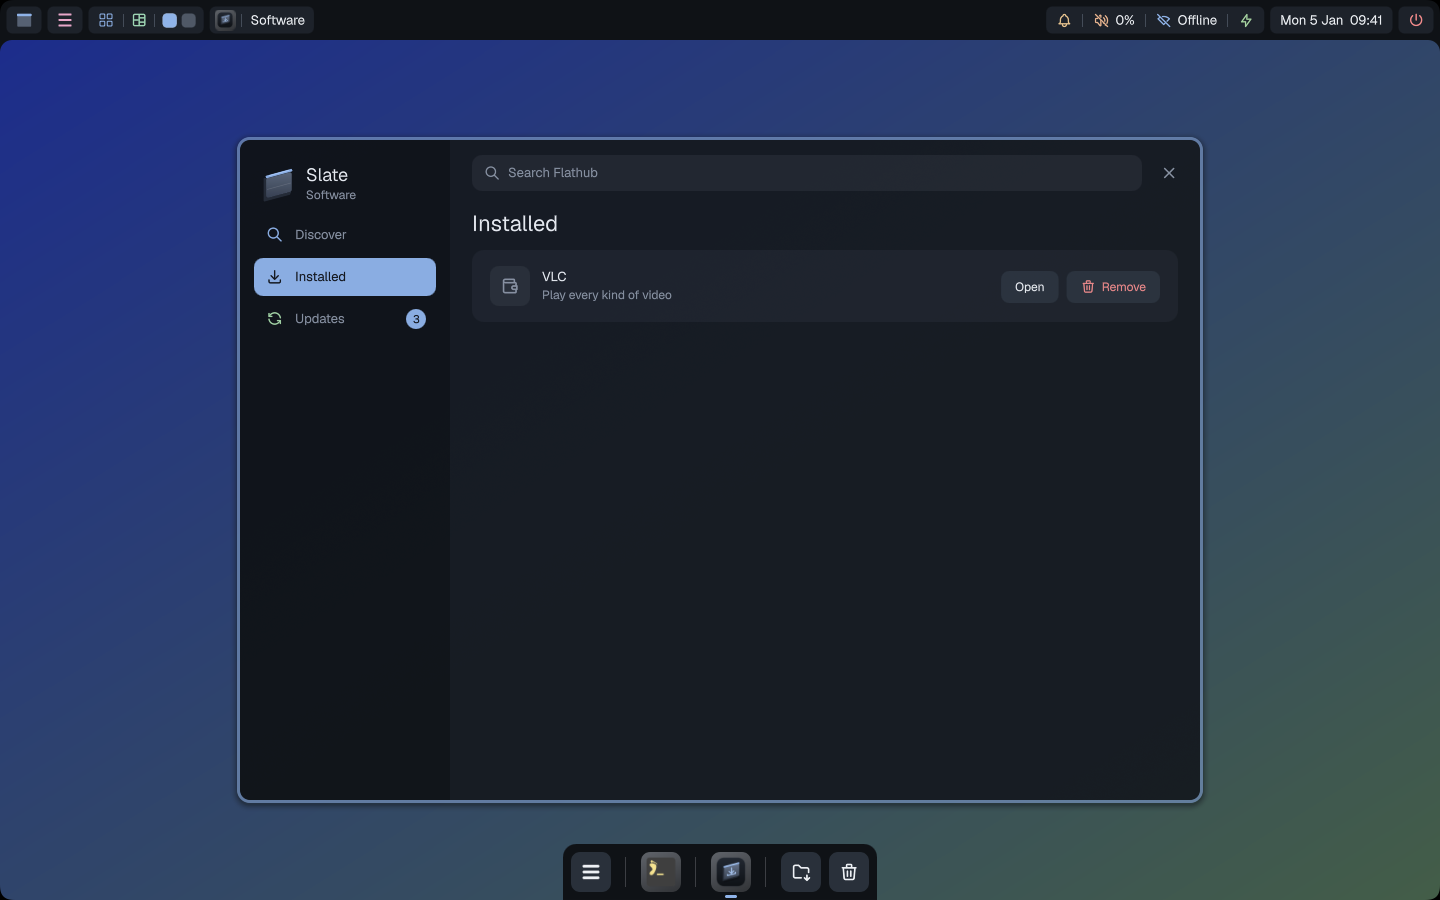 Software
0%
Offline
Mon 5 Jan 09:41
Slate
Software
Discover
Installed
Updates
3
Search Flathub
Installed
VLC
Play every kind of video
Open
Remove